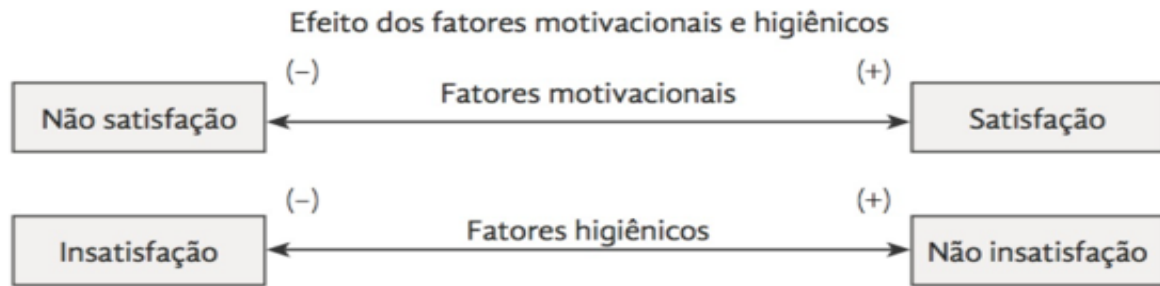 Efeito dos fatores motivacionais e higiênicos
(–) (+)
Não satisfação Fatores motivacionais Satisfação
(–) (+)
Insatisfação Fatores higiênicos Não insatisfação